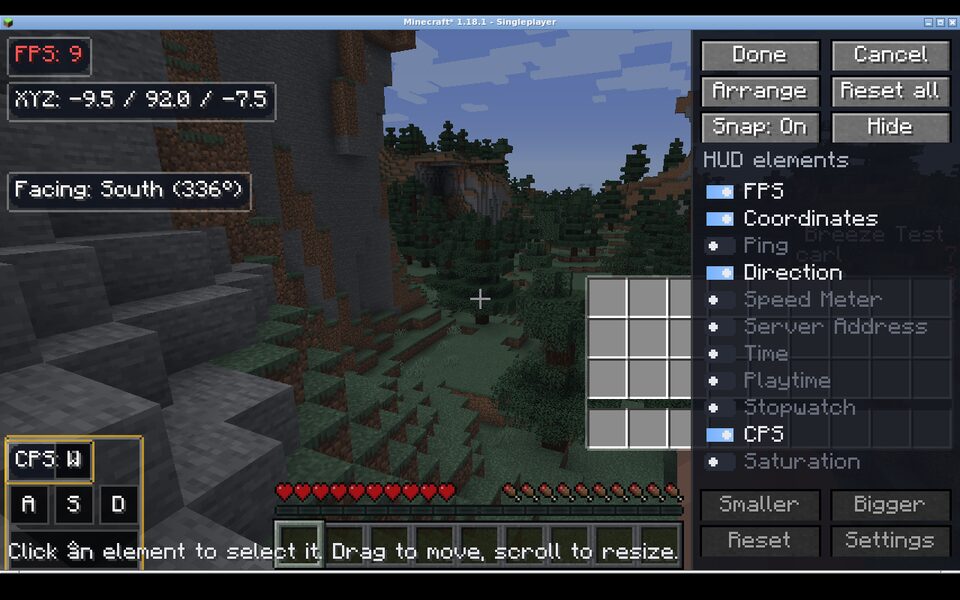 Minecraft* 1.18.1 - Singleplayer
FPS: 9
XYZ: -9.5 / 92.0 / -7.5
Facing: South (336°)
Done
Cancel
Arrange
Reset all
Snap: On
Hide
HUD elements
FPS
Coordinates
Ping
Breeze Test
carl
Direction
Speed Meter
Server Address
Time
Playtime
Stopwatch
CPS
Saturation
Smaller
Bigger
Reset
Settings
CPS: W
A S D
Click an element to select it. Drag to move, scroll to resize.